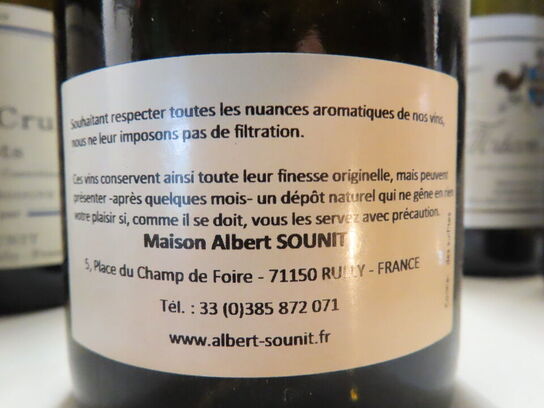 Souhaitant respecter toutes les nuances aromatiques de nos vins,
nous ne leur imposons pas de filtration.
Ces vins conservent ainsi toute leur finesse originelle, mais peuvent
présenter -après quelques mois- un dépôt naturel qui ne gêne en rien
votre plaisir si, comme il se doit, vous les servez avec précaution.
Maison Albert SOUNIT
5, Place du Champ de Foire - 71150 RULLY - FRANCE
Tél. : 33 (0)385 872 071
www.albert-sounit.fr
Cru